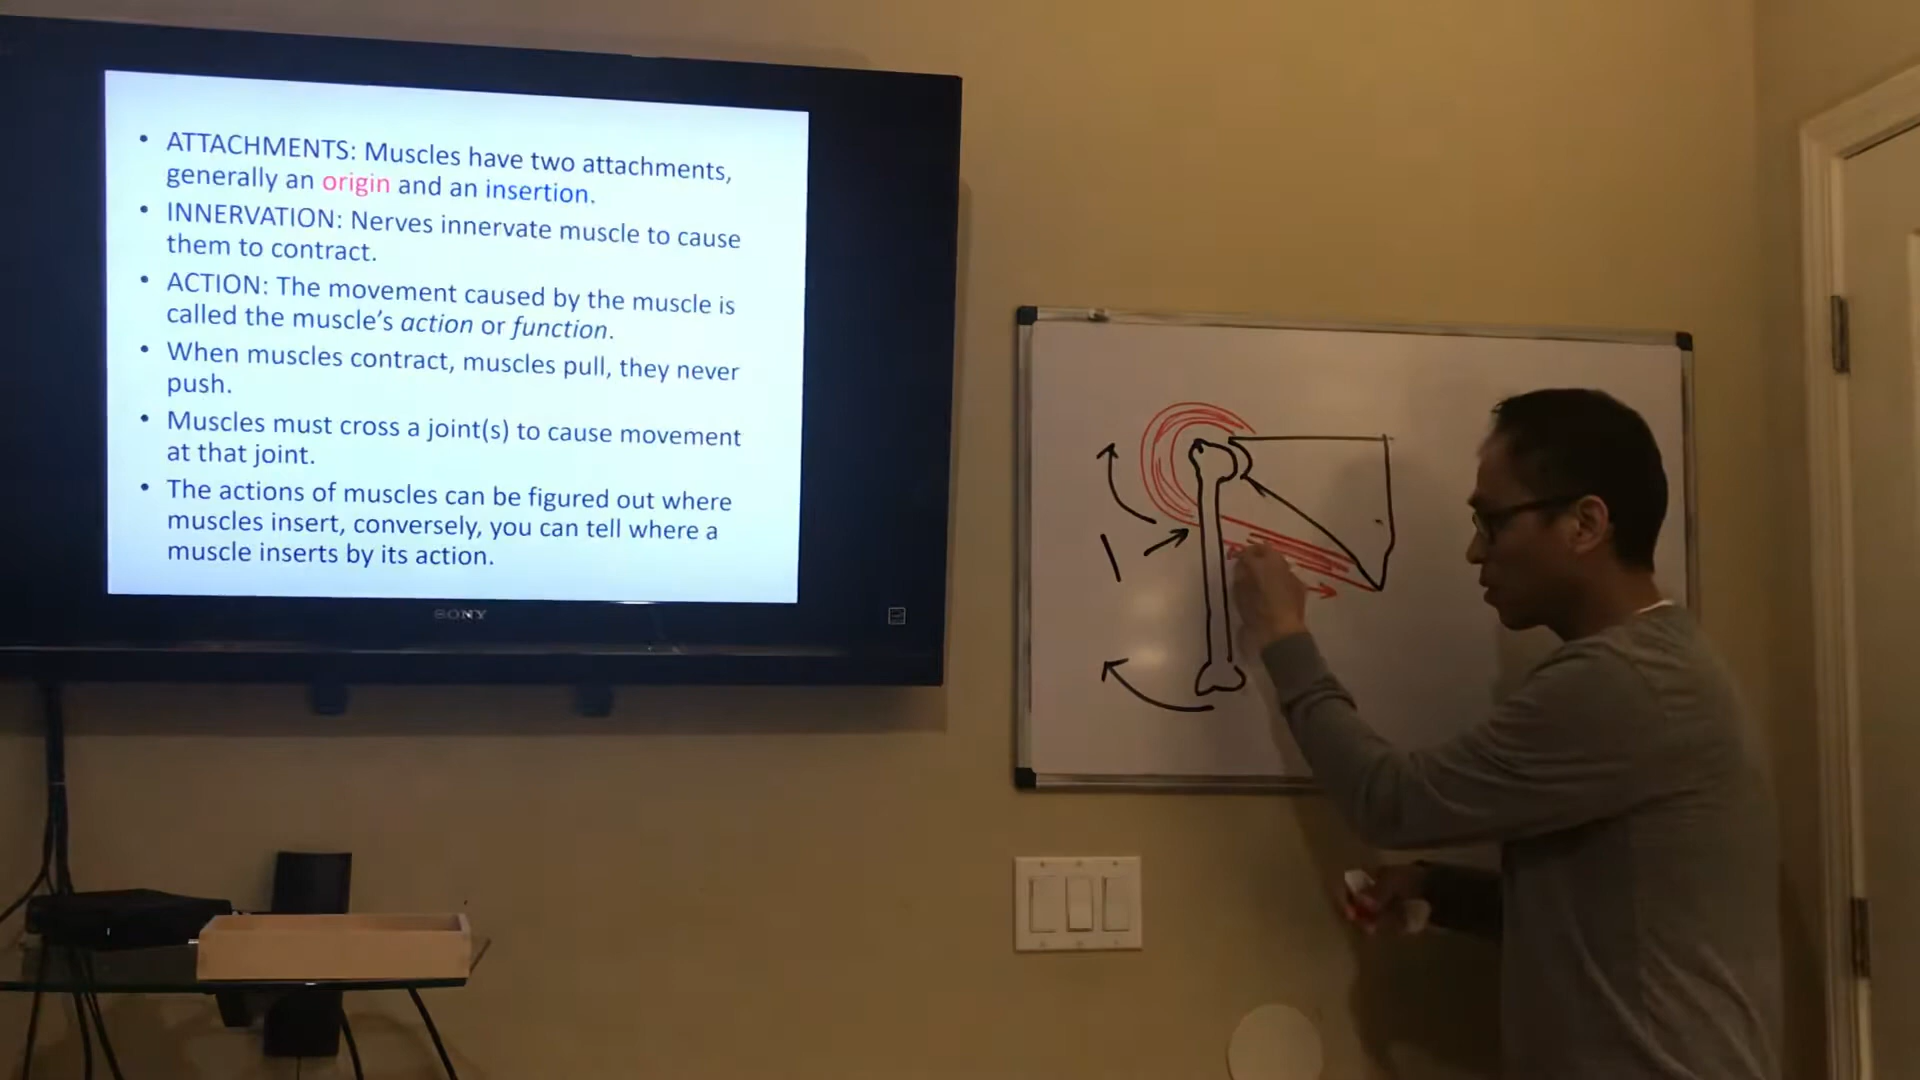 • ATTACHMENTS: Muscles have two attachments,
generally an origin and an insertion.
• INNERVATION: Nerves innervate muscle to cause
them to contract.
• ACTION: The movement caused by the muscle is
called the muscle's action or function.
• When muscles contract, muscles pull, they never
push.
• Muscles must cross a joint(s) to cause movement
at that joint.
• The actions of muscles can be figured out where
muscles insert, conversely, you can tell where a
muscle inserts by its action.
SONY